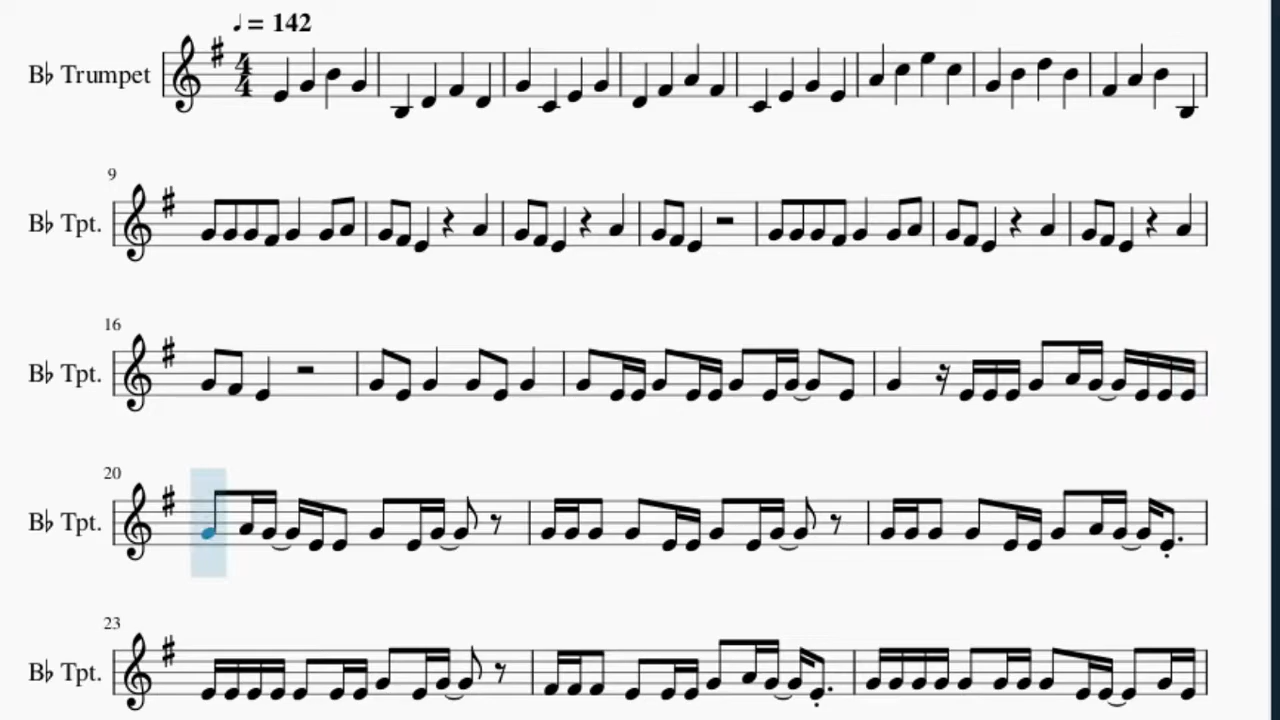 ♩ = 142
B♭ Trumpet
4
4
9
B♭ Tpt.
16
B♭ Tpt.
20
B♭ Tpt.
23
B♭ Tpt.